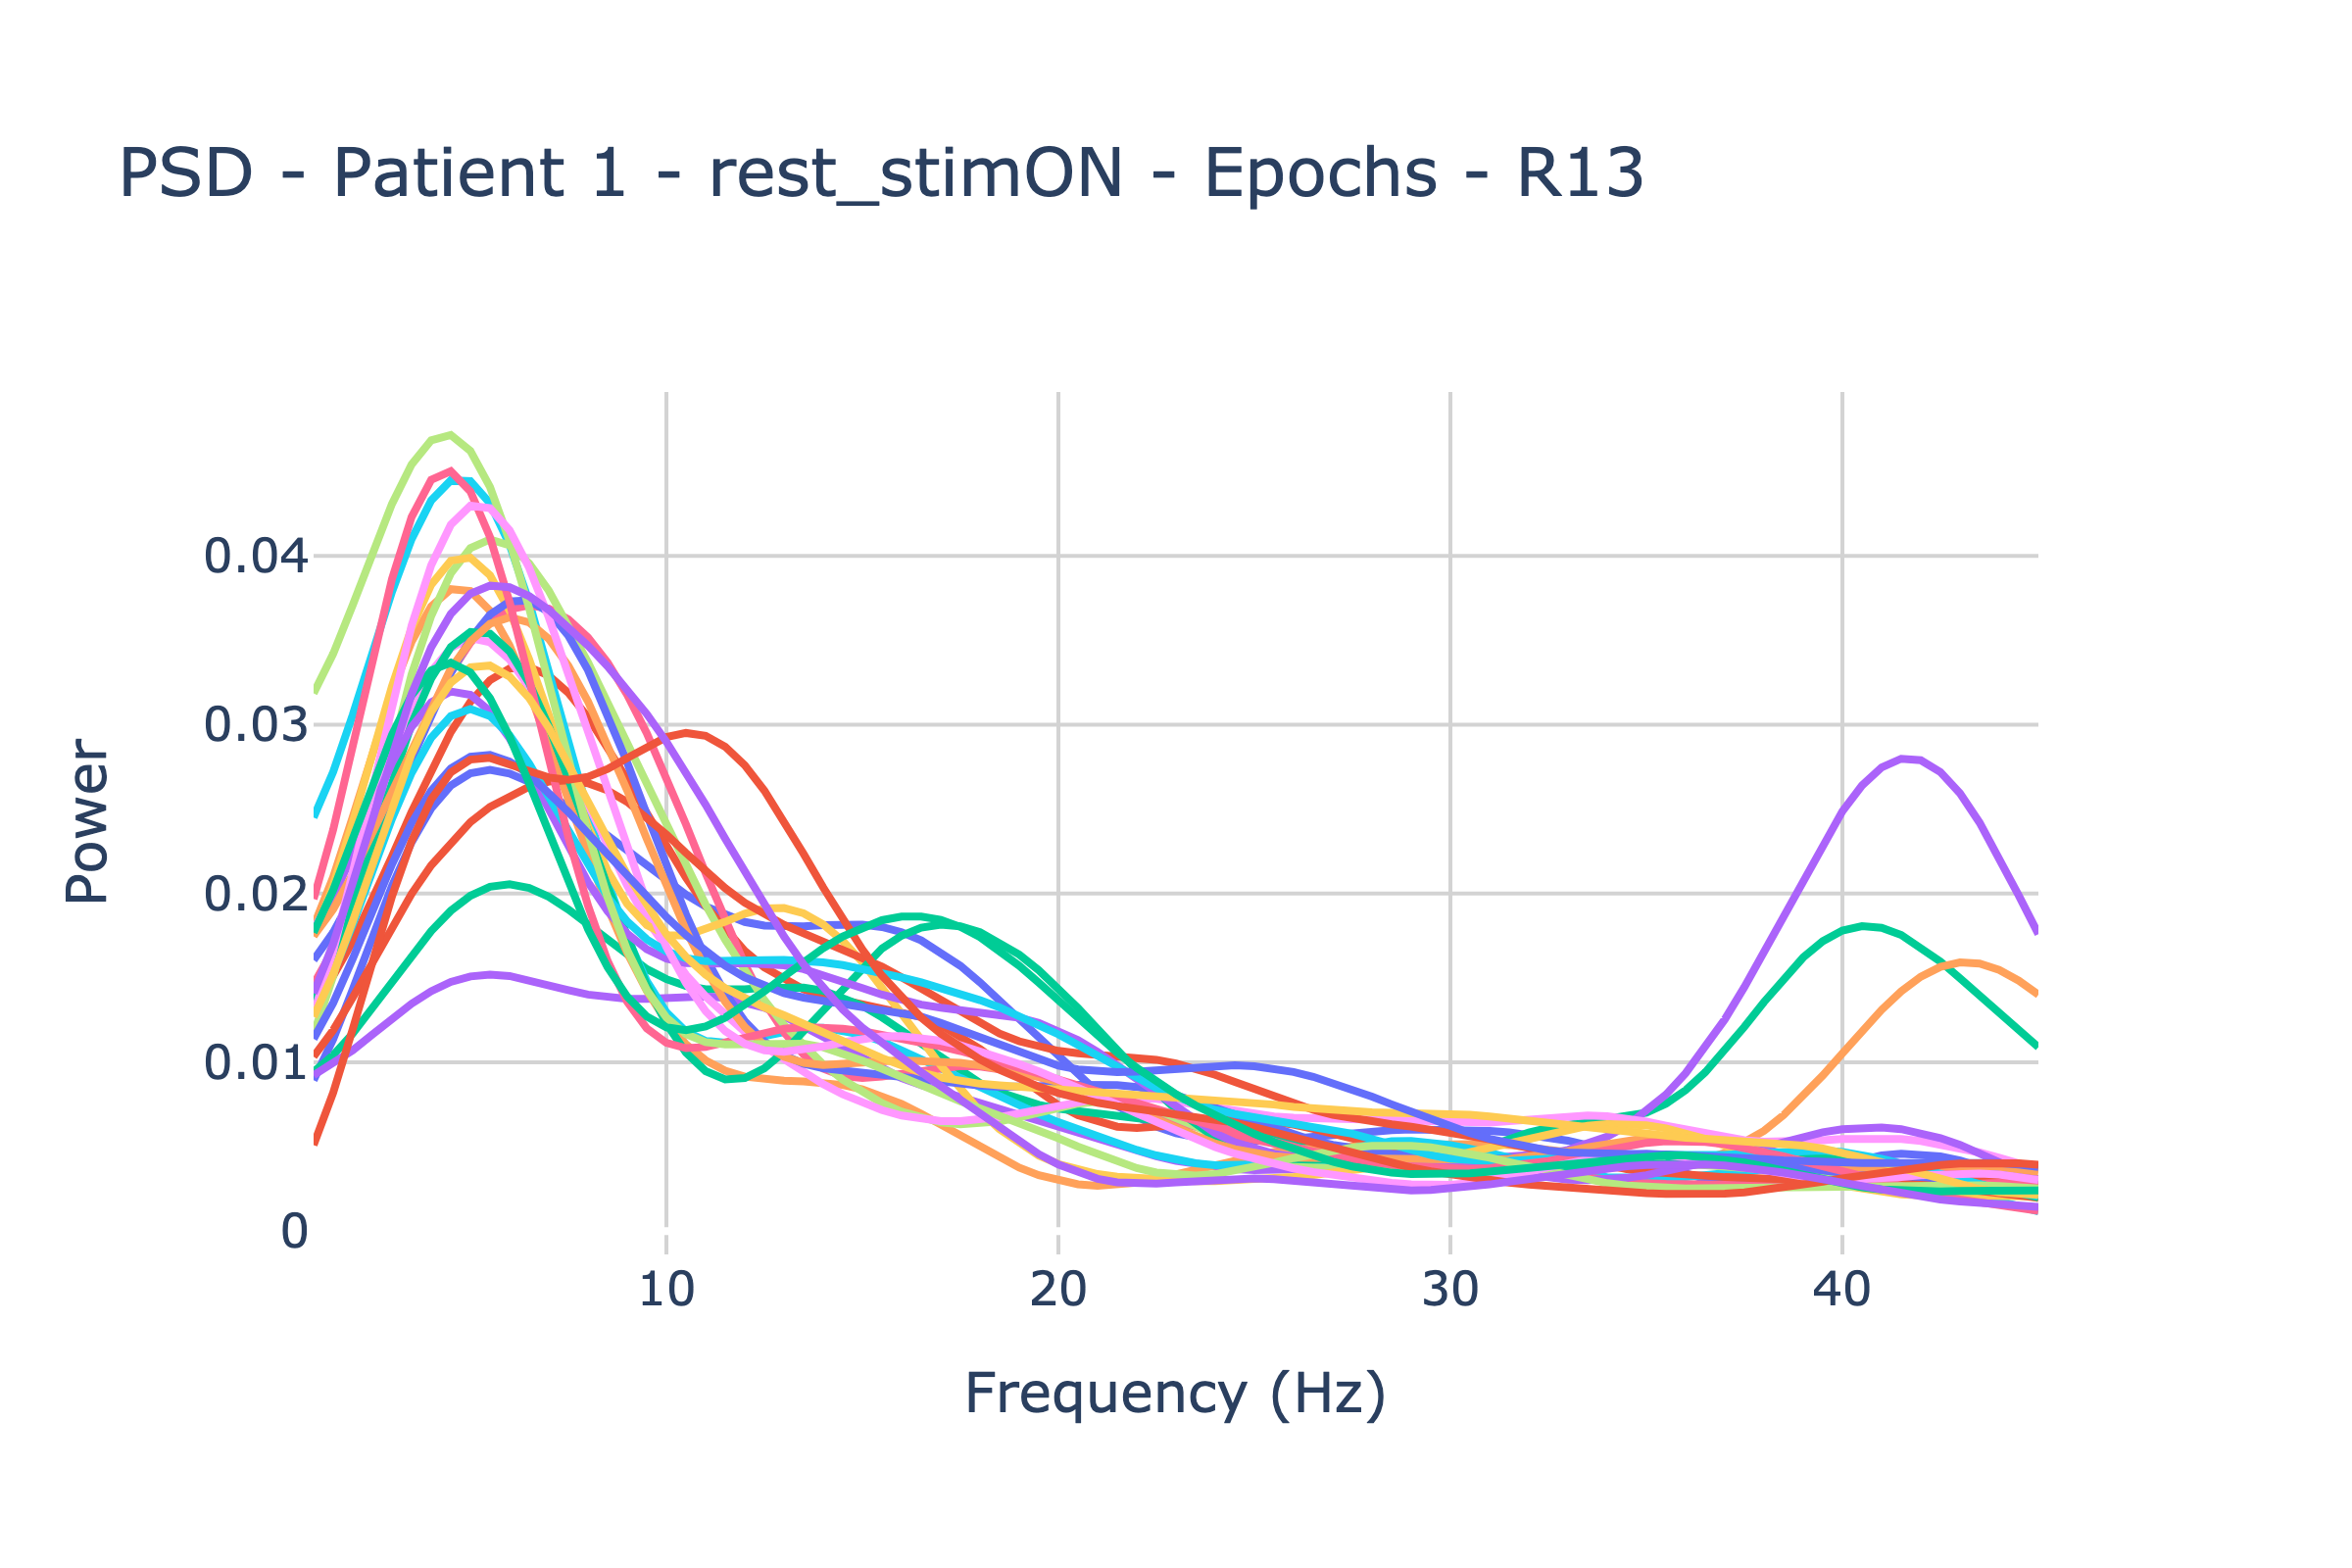 PSD - Patient 1 - rest_stimON - Epochs - R13
0.04
0.03
0.02
0.01
0
Power
10 20 30 40
Frequency (Hz)